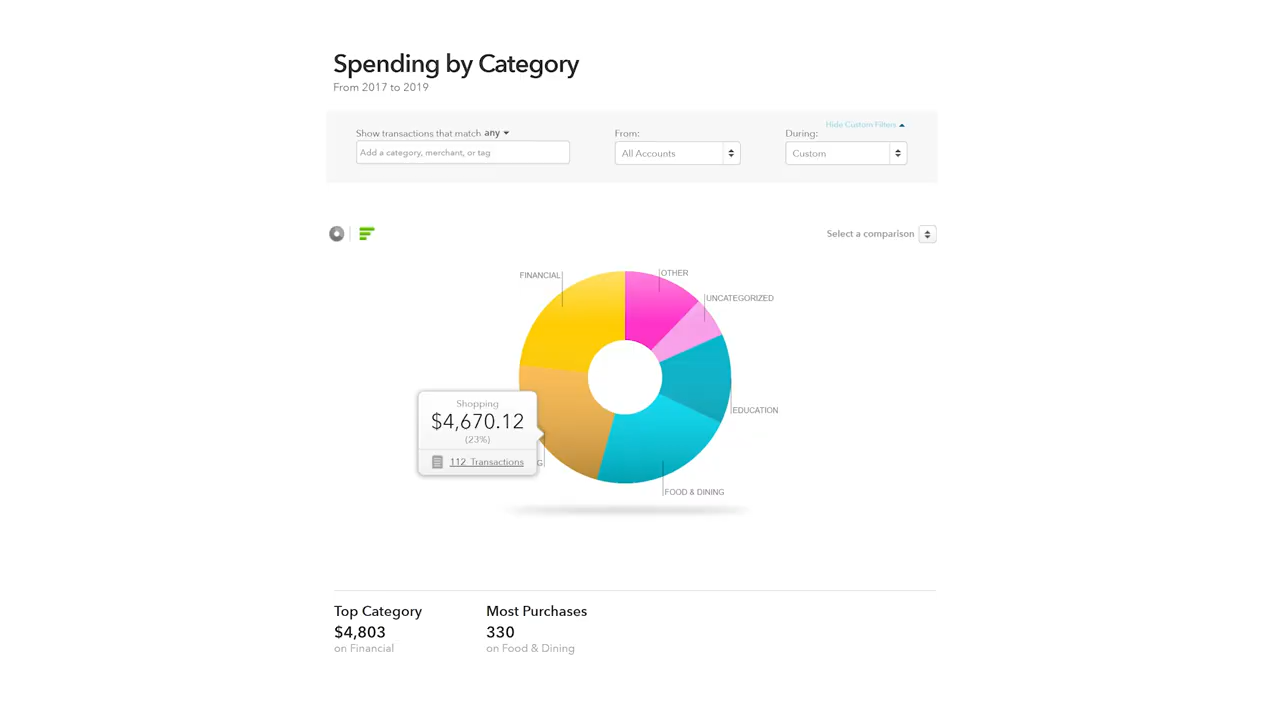 Spending by Category
From 2017 to 2019
Hide Custom Filters
Show transactions that match any
From:
During:
Add a category, merchant, or tag
All Accounts
Custom
Select a comparison
FINANCIAL
OTHER
UNCATEGORIZED
Shopping
$4,670.12
(23%)
112 Transactions
G
EDUCATION
FOOD & DINING
Top Category
Most Purchases
$4,803
330
on Financial
on Food & Dining